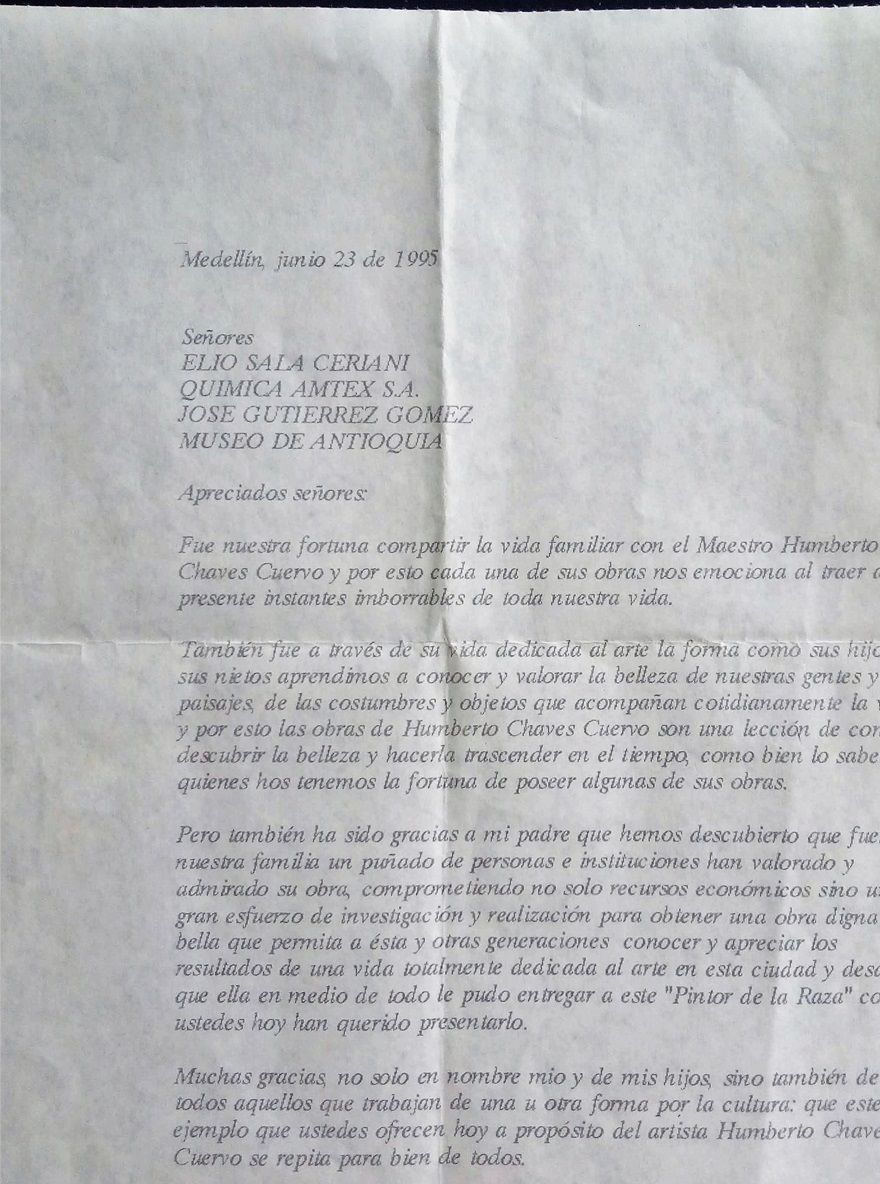 Medellín, junio 23 de 1995
Señores
ELIO SALA CERIANI
QUIMICA AMTEX S.A.
JOSE GUTIERREZ GOMEZ
MUSEO DE ANTIOQUIA
Apreciados señores:
Fue nuestra fortuna compartir la vida familiar con el Maestro Humberto
Chaves Cuervo y por esto cada una de sus obras nos emociona al traer a
presente instantes imborrables de toda nuestra vida.
También fue a través de su vida dedicada al arte la forma como sus
sus nietos aprendimos a conocer y valorar la belleza de nuestras gentes y
paisajes, de las costumbres y objetos que acompañan cotidianamente la
y por esto las obras de Humberto Chaves Cuervo son una lección de
descubrir la belleza y hacerla trascender en el tiempo, como bien lo
quienes hos tenemos la fortuna de poseer algunas de sus obras.
Pero también ha sido gracias a mi padre que hemos descubierto que
nuestra familia un puñado de personas e instituciones han valorado y
admirado su obra, comprometiendo no solo recursos económicos sino
gran esfuerzo de investigación y realización para obtener una obra digna
bella que permita a ésta y otras generaciones conocer y apreciar los
resultados de una vida totalmente dedicada al arte en esta ciudad y
que ella en medio de todo le pudo entregar a este "Pintor de la Raza"
ustedes hoy han querido presentarlo.
Muchas gracias, no solo en nombre mio y de mis hijos, sino también de
todos aquellos que trabajan de una u otra forma por la cultura: que este
ejemplo que ustedes ofrecen hoy a propósito del artista Humberto
Cuervo se repita para bien de todos.